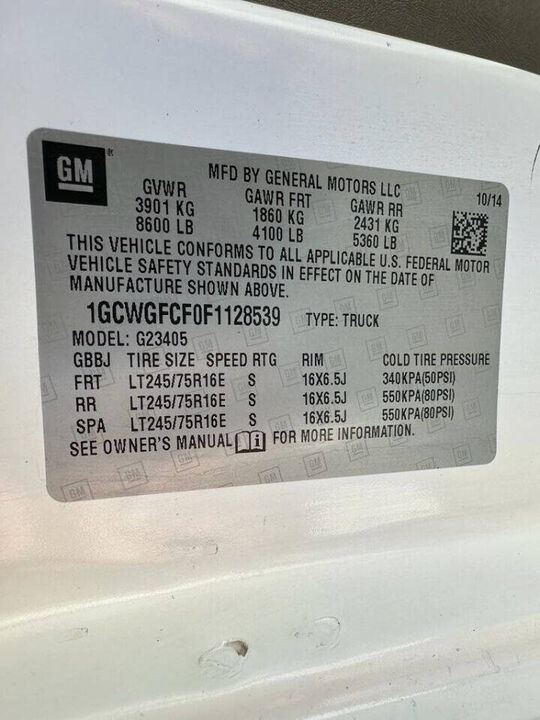 GM
MFD BY GENERAL MOTORS LLC
GVWR GAWR FRT GAWR RR 10/14
3901 KG 1860 KG 2431 KG
8600 LB 4100 LB 5360 LB
THIS VEHICLE CONFORMS TO ALL APPLICABLE U.S. FEDERAL MOTOR
VEHICLE SAFETY STANDARDS IN EFFECT ON THE DATE OF
MANUFACTURE SHOWN ABOVE.
1GCWGFCF0F1128539 TYPE: TRUCK
MODEL: G23405
GBBJ TIRE SIZE SPEED RTG RIM COLD TIRE PRESSURE
FRT LT245/75R16E S 16X6.5J 340KPA(50PSI)
RR LT245/75R16E S 16X6.5J 550KPA(80PSI)
SPA LT245/75R16E S 16X6.5J 550KPA(80PSI)
SEE OWNER'S MANUAL FOR MORE INFORMATION.